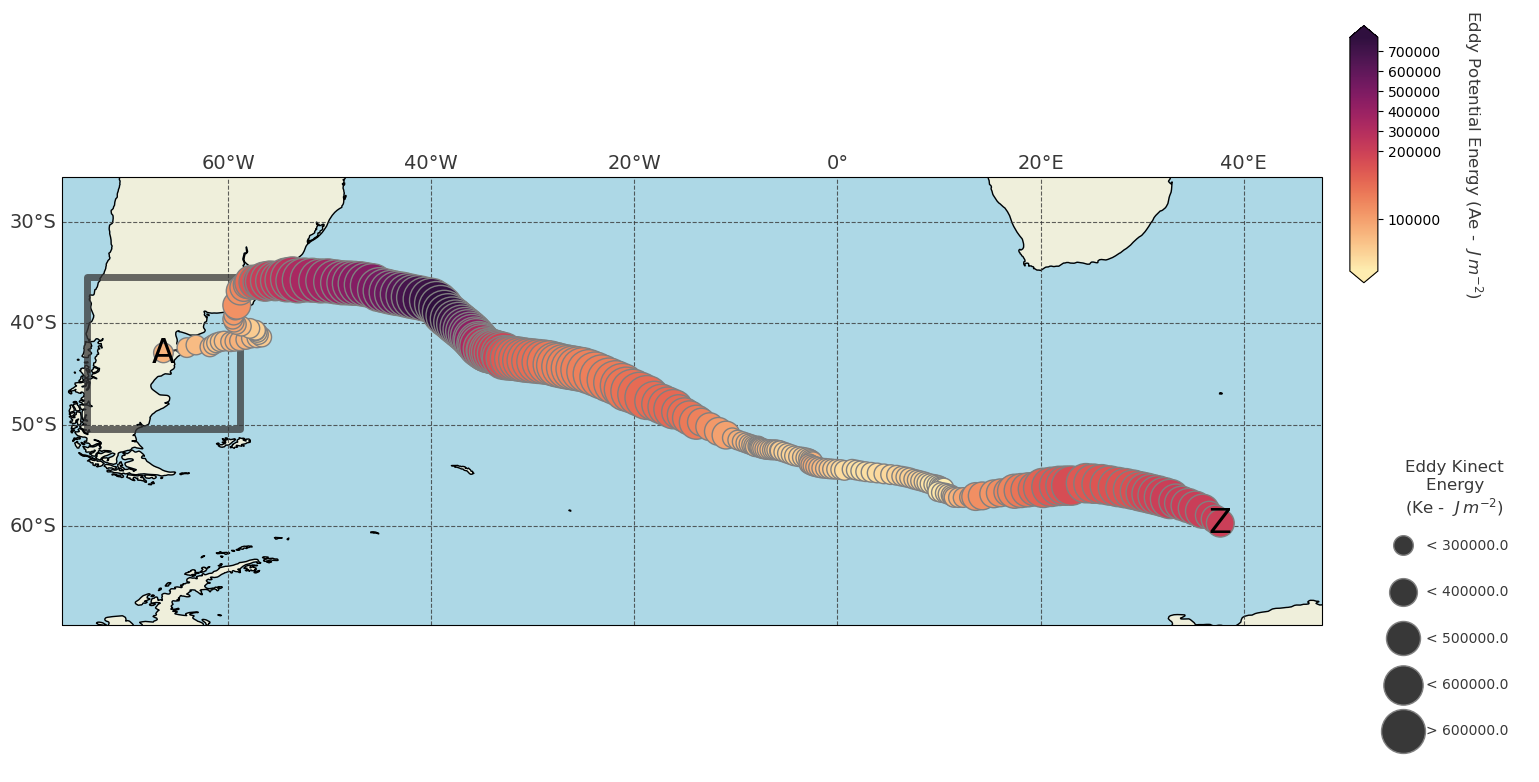 60°W 40°W 20°W 0° 20°E 40°E
30°S
40°S
50°S
60°S
A
Z
700000
600000
500000
400000
300000
200000
100000
Eddy Potential Energy (Ae - J m⁻²)
Eddy Kinect
Energy
(Ke - J m⁻²)
< 300000.0
< 400000.0
< 500000.0
< 600000.0
> 600000.0